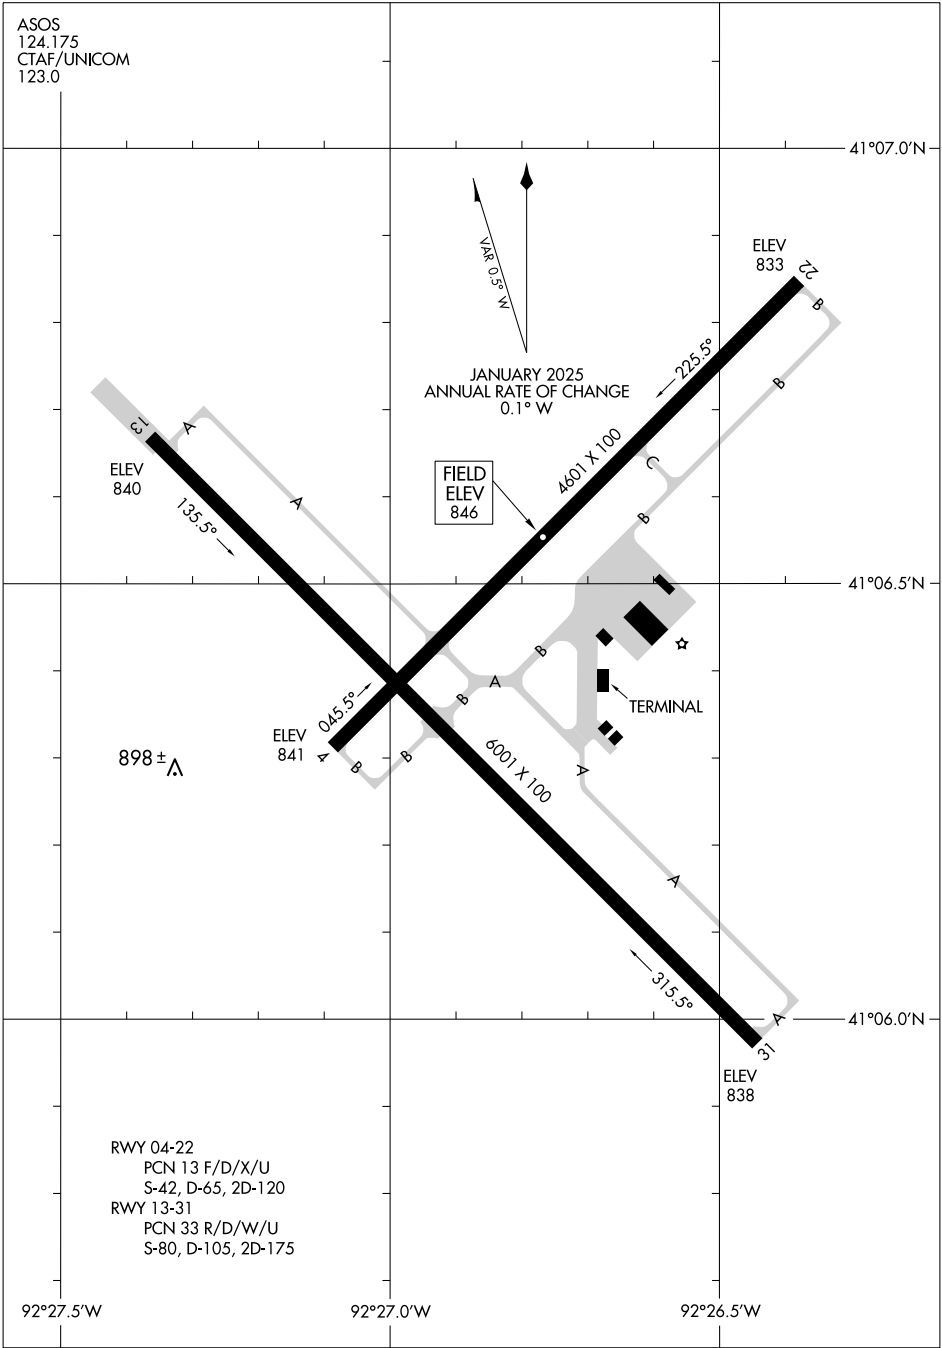 ASOS
124.175
CTAF/UNICOM
123.0
41°07.0'N
VAR 0.5° W
JANUARY 2025
ANNUAL RATE OF CHANGE
0.1° W
ELEV
833
22
B
225.5°
B
4601 X 100
C
B
FIELD
ELEV
846
13
A
ELEV
840
135.5°
A
41°06.5'N
B
A
B
TERMINAL
045.5°
ELEV
841
4
B
B
898 ±
6001 X 100
A
A
315.5°
A
41°06.0'N
31
ELEV
838
RWY 04-22
PCN 13 F/D/X/U
S-42, D-65, 2D-120
RWY 13-31
PCN 33 R/D/W/U
S-80, D-105, 2D-175
92°27.5'W
92°27.0'W
92°26.5'W